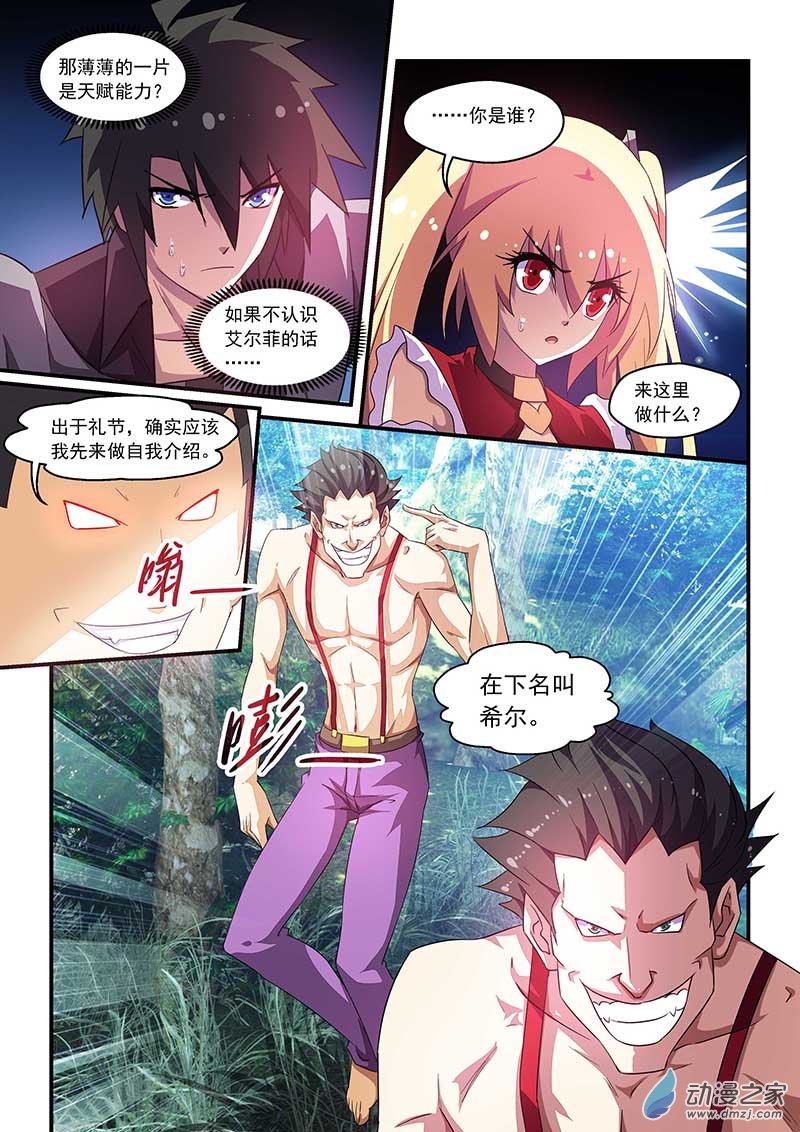 那薄薄的一片
是天赋能力？
如果不认识
艾尔菲的话
……
……你是谁？
来这里
做什么？
出于礼节，确实应该
我先来做自我介绍。
嗡——
膨——
在下名叫
希尔。
动漫之家
www.dmzj.com